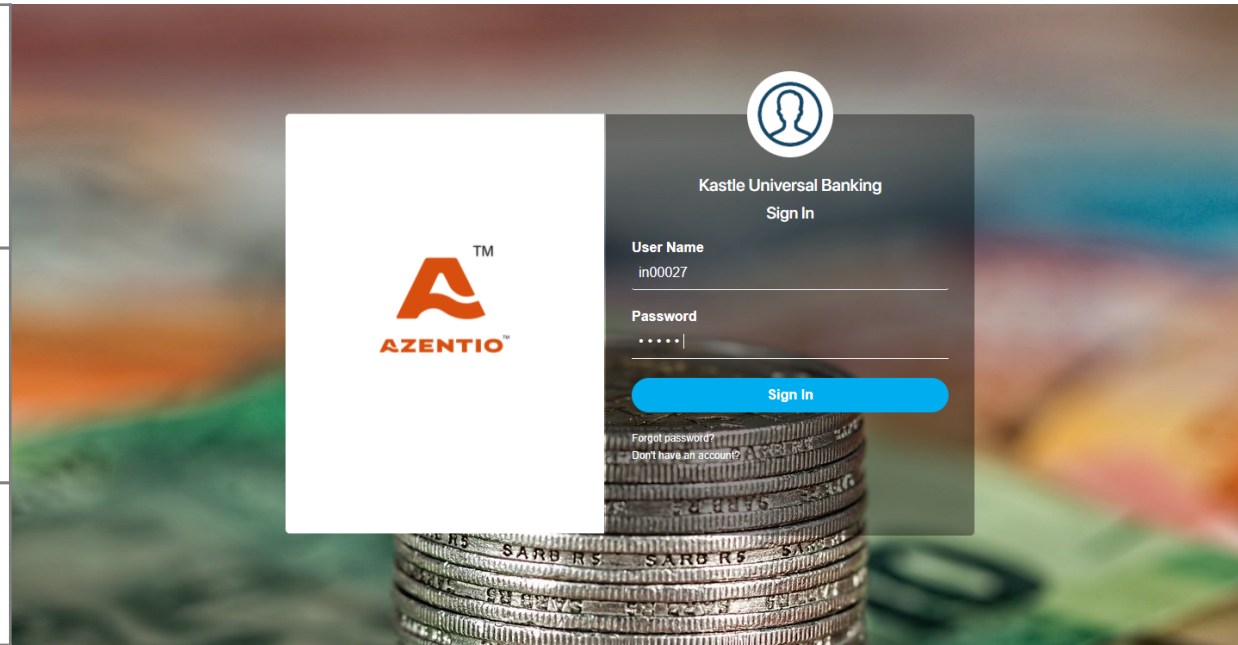 TM
AZENTIO™
Kastle Universal Banking
Sign In
User Name
in00027
Password
•••••
Sign In
Forgot password?
Don't have an account?
SARB R5 SARB R5